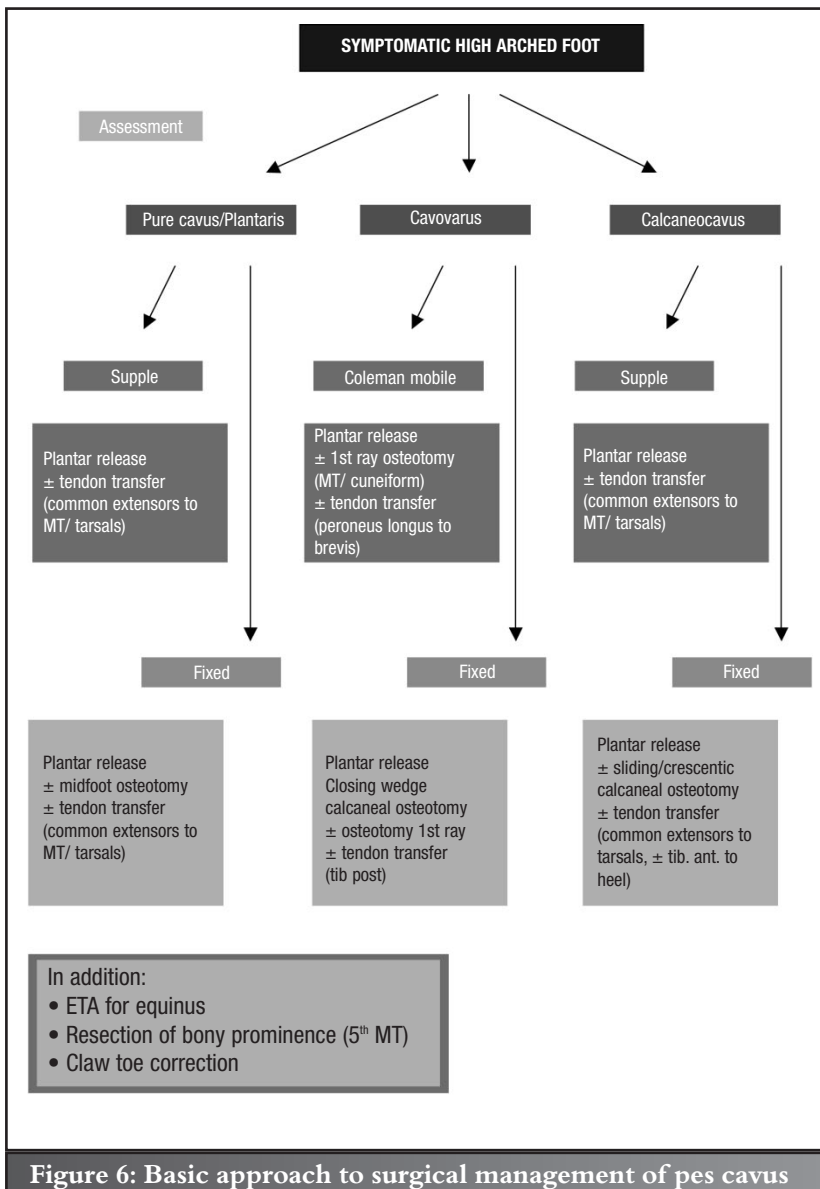 SYMPTOMATIC HIGH ARCHED FOOT
Assessment
Pure cavus/Plantaris
Cavovarus
Calcaneocavus
Supple
Coleman mobile
Supple
Plantar release
± tendon transfer
(common extensors to
MT/ tarsals)
Plantar release
± 1st ray osteotomy
(MT/ cuneiform)
± tendon transfer
(peroneus longus to
brevis)
Plantar release
± tendon transfer
(common extensors to
MT/ tarsals)
Fixed
Fixed
Fixed
Plantar release
± midfoot osteotomy
± tendon transfer
(common extensors to
MT/ tarsals)
Plantar release
Closing wedge
calcaneal osteotomy
± osteotomy 1st ray
± tendon transfer
(tib post)
Plantar release
± sliding/crescentic
calcaneal osteotomy
± tendon transfer
(common extensors to
tarsals, ± tib. ant. to
heel)
In addition:
• ETA for equinus
• Resection of bony prominence (5th MT)
• Claw toe correction
Figure 6: Basic approach to surgical management of pes cavus